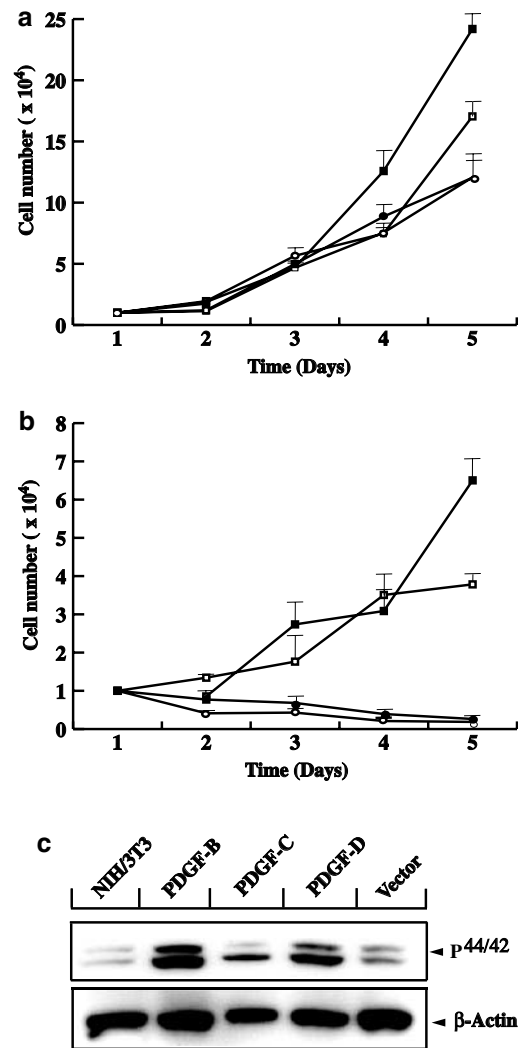 a
25
20
15
10
5
0
Cell number ( x 10⁴)
1 2 3 4 5
Time (Days)
b
8
7
6
5
4
3
2
1
0
Cell number ( x 10⁴)
1 2 3 4 5
Time (Days)
c
NIH/3T3 PDGF-B PDGF-C PDGF-D Vector
P44/42
β-Actin